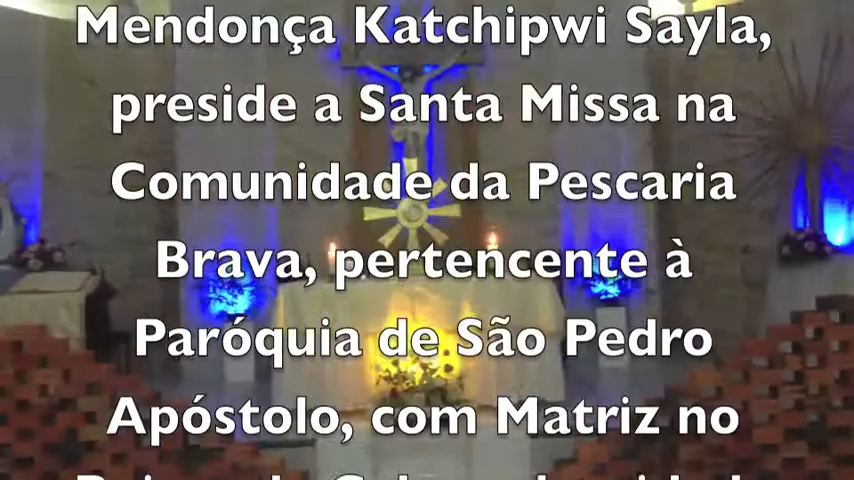 Mendonça Katchipwi Sayla,
preside a Santa Missa na
Comunidade da Pescaria
Brava, pertencente à
Paróquia de São Pedro
Apóstolo, com Matriz no